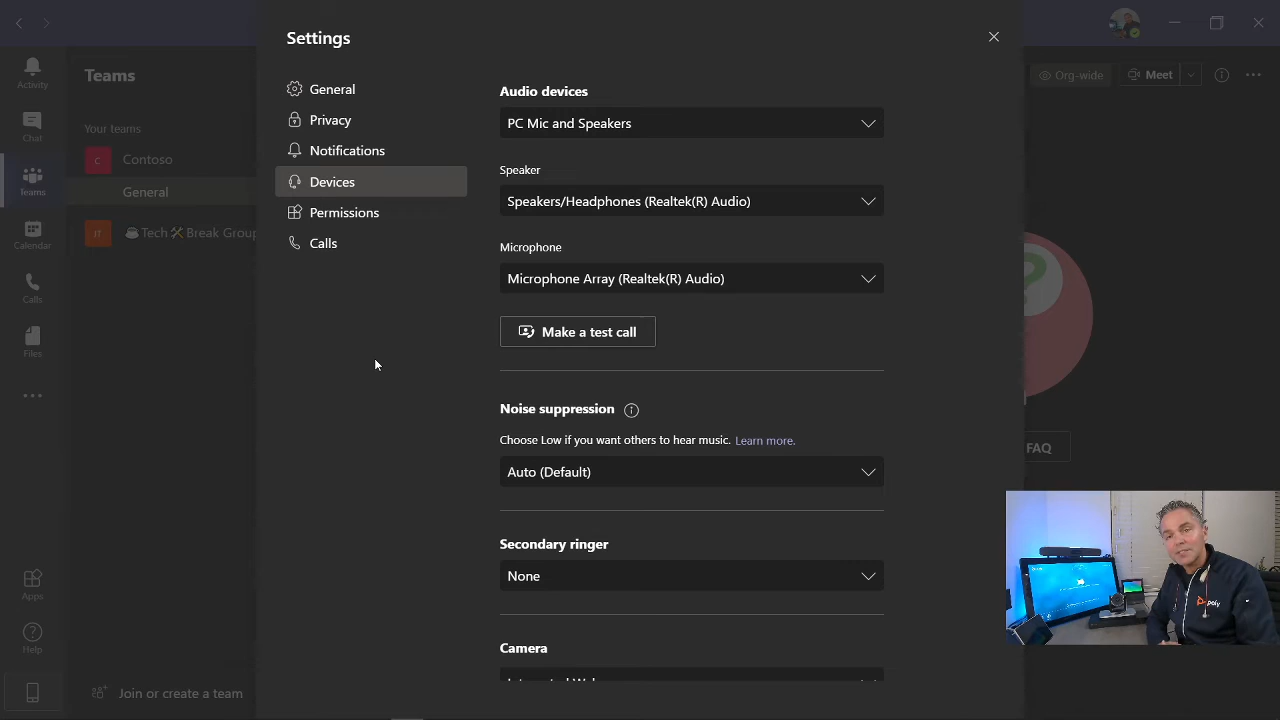 Settings
Activity
Chat
Teams
Calendar
Calls
Files
Apps
Help
Teams
Your teams
C
Contoso
General
IT
Tech Break Group
Join or create a team
General
Privacy
Notifications
Devices
Permissions
Calls
Audio devices
PC Mic and Speakers
Speaker
Speakers/Headphones (Realtek(R) Audio)
Microphone
Microphone Array (Realtek(R) Audio)
Make a test call
Noise suppression
Choose Low if you want others to hear music. Learn more.
Auto (Default)
Secondary ringer
None
Camera
Org-wide
Meet
FAQ
poly